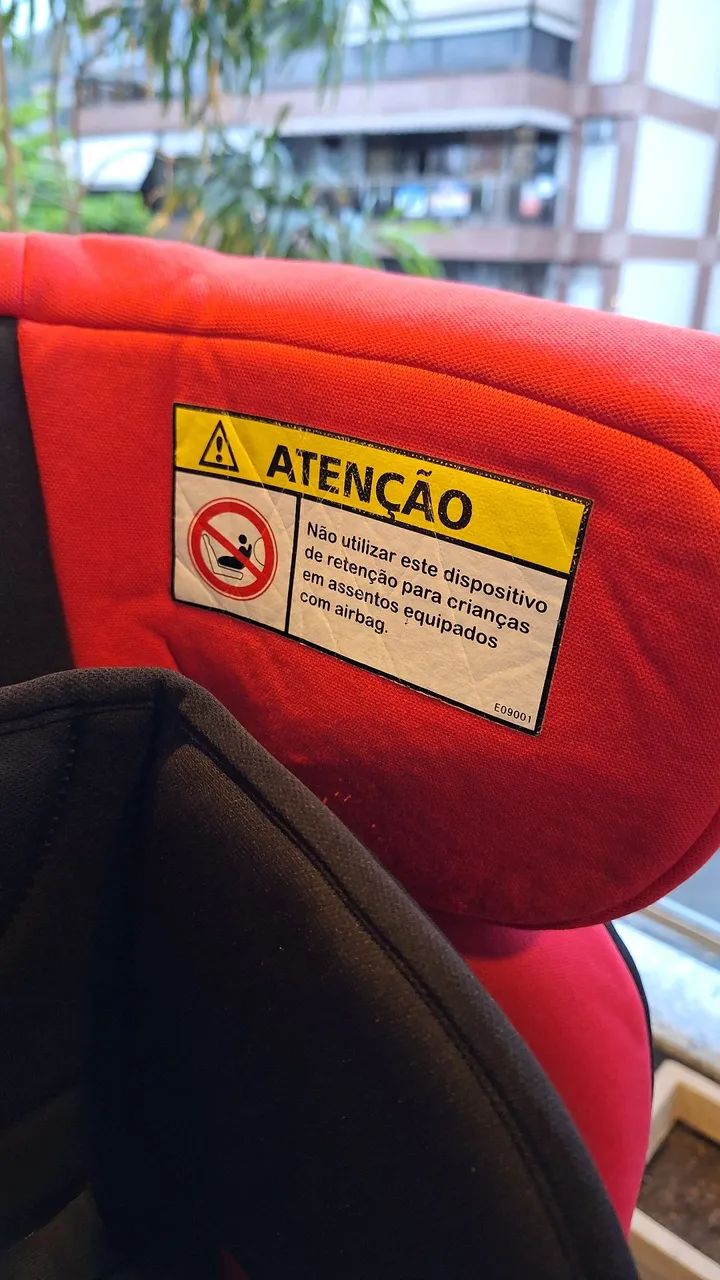 ATENÇÃO
Não utilizar este dispositivo
de retenção para crianças
em assentos equipados
com airbag.
E09001